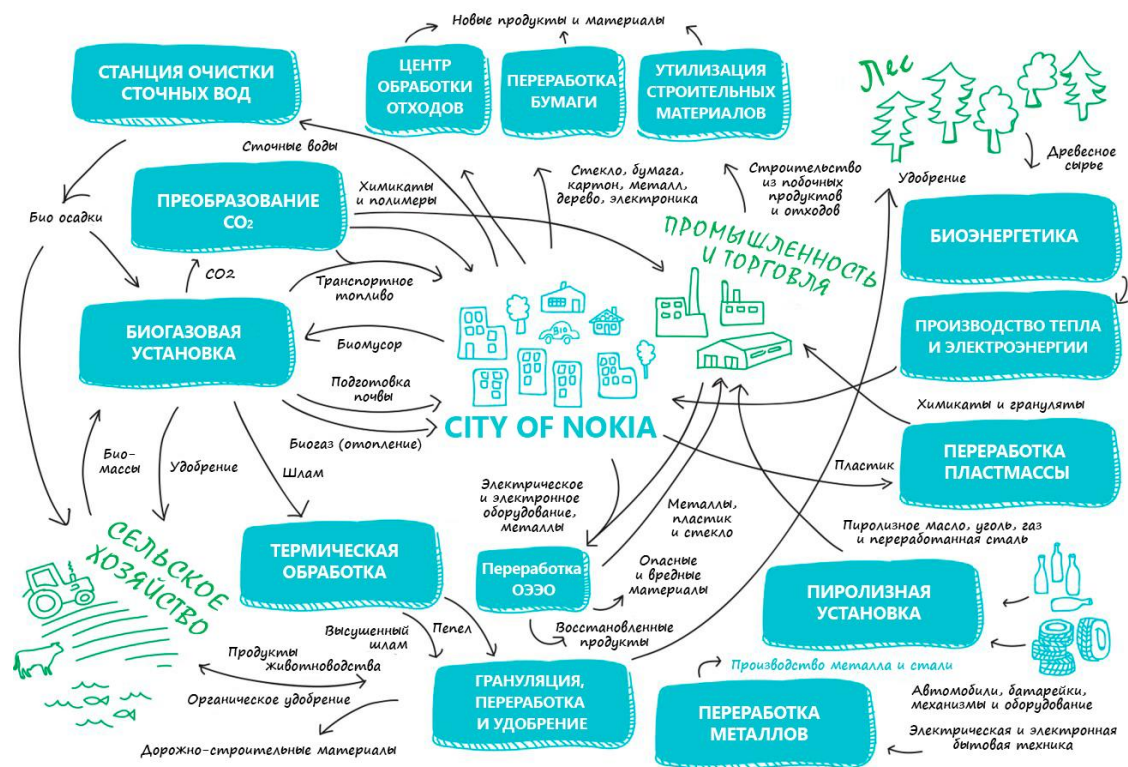 Новые продукты и материалы
СТАНЦИЯ ОЧИСТКИ
СТОЧНЫХ ВОД
ЦЕНТР
ОБРАБОТКИ
ОТХОДОВ
ПЕРЕРАБОТКА
БУМАГИ
УТИЛИЗАЦИЯ
СТРОИТЕЛЬНЫХ
МАТЕРИАЛОВ
Лес
Сточные воды
Древесное
сырье
Стекло, бумага,
картон, металл,
дерево, электроника
Строительство
из побочных
продуктов
и отходов
Удобрение
Химикаты
и полимеры
ПРЕОБРАЗОВАНИЕ
CO2
Био осадки
БИОЭНЕРГЕТИКА
ПРОМЫШЛЕННОСТЬ
И ТОРГОВЛЯ
CO2
Транспортное
топливо
БИОГАЗОВАЯ
УСТАНОВКА
BIO
ПРОИЗВОДСТВО ТЕПЛА
И ЭЛЕКТРОЭНЕРГИИ
Биомусор
Подготовка
почвы
Химикаты и грануляты
CITY OF NOKIA
Биогаз (отопление)
ПЕРЕРАБОТКА
ПЛАСТМАССЫ
Био-
массы
Удобрение
Шлам
Пластик
Электрическое
и электронное
оборудование,
металлы
Металлы,
пластик
и стекло
Пиролизное масло, уголь, газ
и переработанная сталь
СЕЛЬСКОЕ
ХОЗЯЙСТВО
ТЕРМИЧЕСКАЯ
ОБРАБОТКА
Переработка
ОЭЭО
Опасные
и вредные
материалы
ПИРОЛИЗНАЯ
УСТАНОВКА
Высушенный
шлам
Пепел
Восстановленные
продукты
Продукты
животноводства
Производство металла и стали
Органическое удобрение
ГРАНУЛЯЦИЯ,
ПЕРЕРАБОТКА
И УДОБРЕНИЕ
ПЕРЕРАБОТКА
МЕТАЛЛОВ
Автомобили, батарейки,
механизмы и оборудование
Дорожно-строительные материалы
Электрическая и электронная
бытовая техника